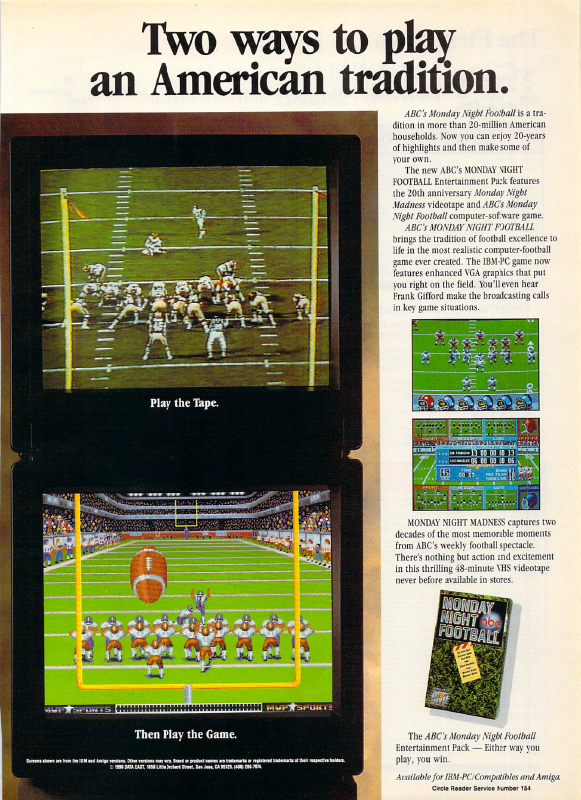 Two ways to play
an American tradition.
ABC's Monday Night Football is a tra-
dition in more than 20-million American
households. Now you can enjoy 20-years
of highlights and then make some of
your own.
The new ABC's MONDAY NIGHT
FOOTBALL Entertainment Pack features
the 20th anniversary Monday Night
Madness videotape and ABC's Monday
Night Football computer-software game.
ABC's MONDAY NIGHT FOOTBALL
brings the tradition of football excellence to
life in the most realistic computer-football
game ever created. The IBM-PC game now
features enhanced VGA graphics that put
you right on the field. You'll even hear
Frank Gifford make the broadcasting calls
in key game situations.
Play the Tape.
MONDAY NIGHT MADNESS captures two
decades of the most memorable moments
from ABC's weekly football spectacle.
There's nothing but action and excitement
in this thrilling 48-minute VHS videotape
never before available in stores.
MONDAY
NIGHT abc
FOOTBALL
MVP SPORTS MVP SPORTS
Then Play the Game.
Screens shown are from the IBM and Amiga versions. Other versions may vary. Brand or product names are trademarks or registered trademarks of their respective holders.
© 1990 DATA EAST, 1850 Little Orchard Street, San Jose, CA 95125. (408) 286-7074.
The ABC's Monday Night Football
Entertainment Pack — Either way you
play, you win.
Available for IBM-PC/Compatibles and Amiga
Circle Reader Service Number 154